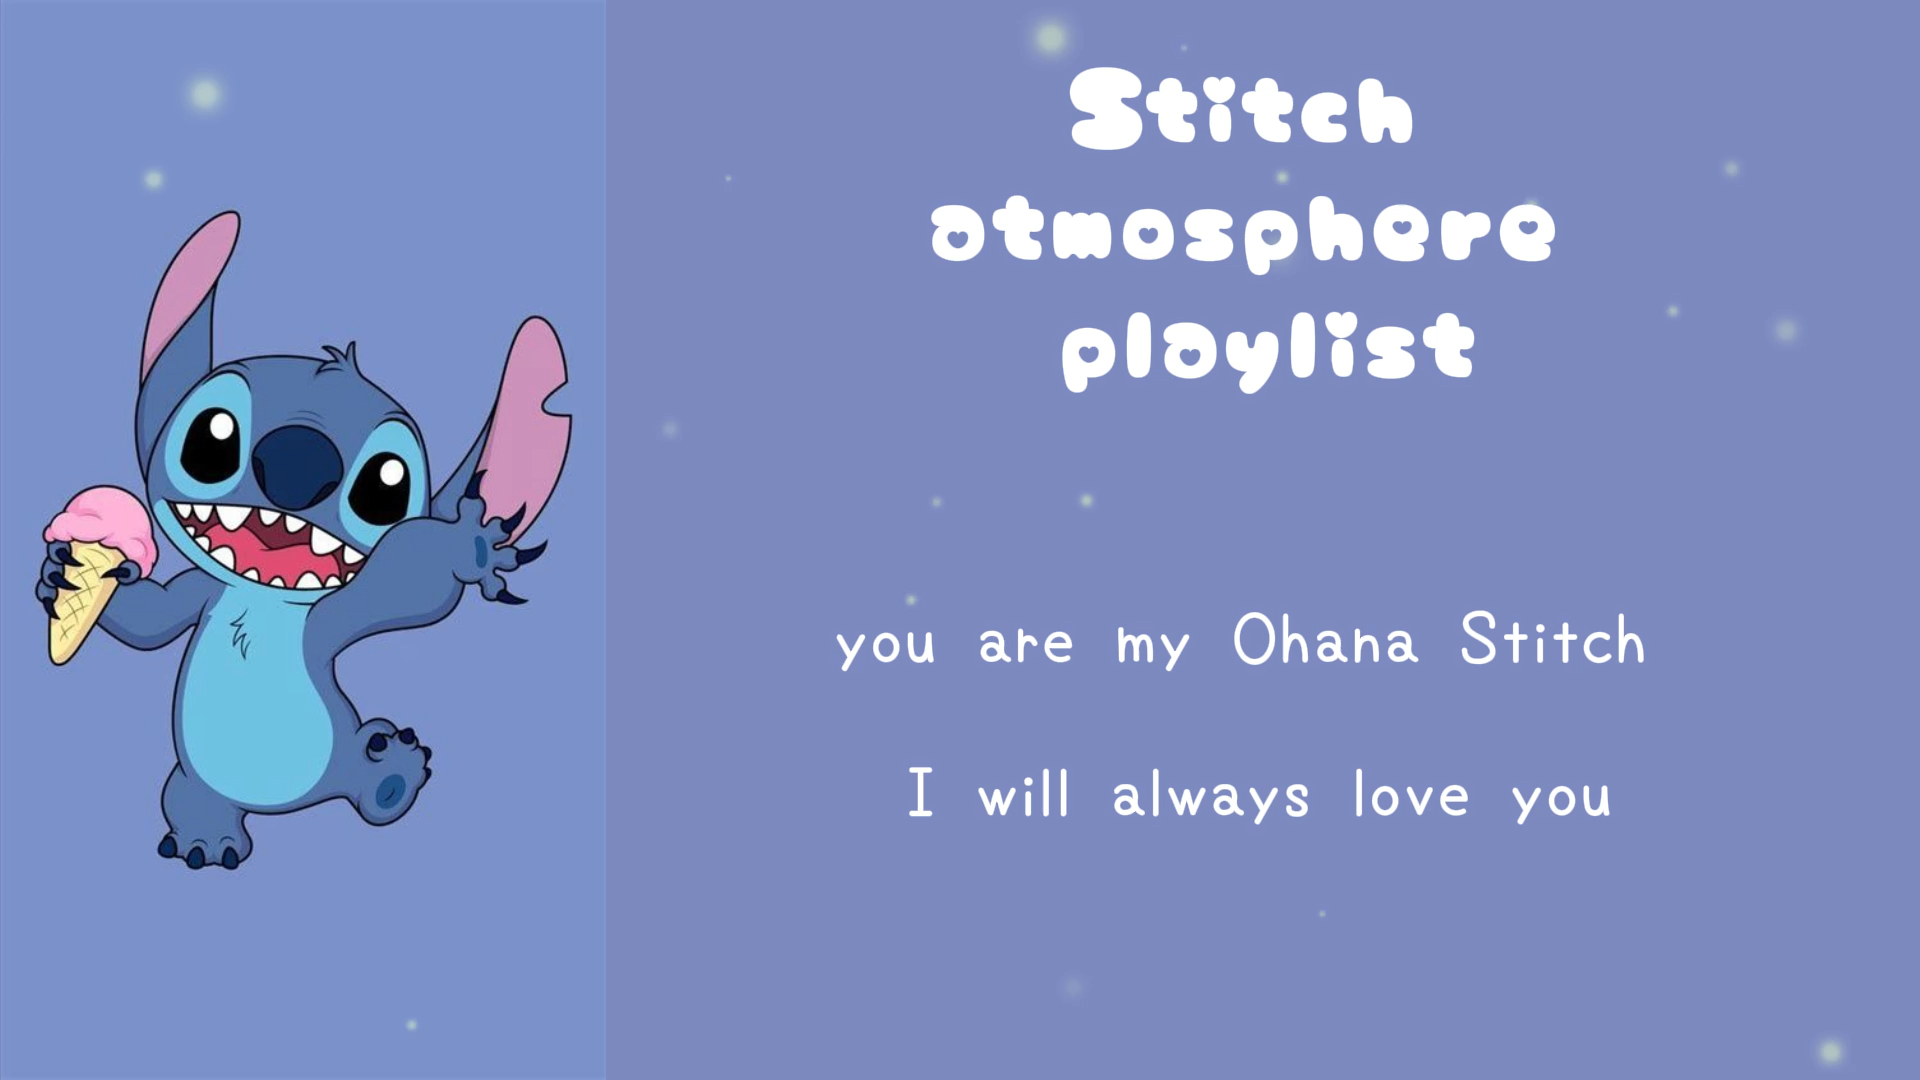 Stitch
atmosphere
playlist
you are my Ohana Stitch
I will always love you